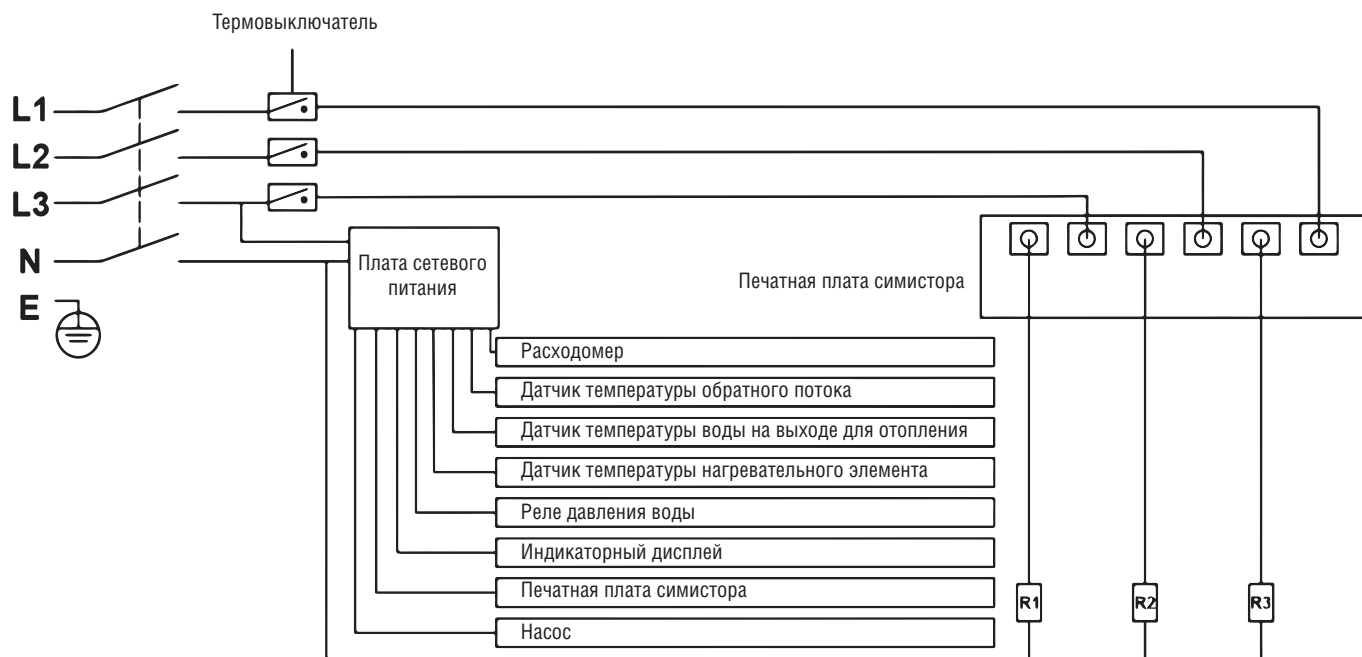 Термовыключатель
L1
L2
L3
N
E
Плата сетевого
питания
Печатная плата симистора
Расходомер
Датчик температуры обратного потока
Датчик температуры воды на выходе для отопления
Датчик температуры нагревательного элемента
Реле давления воды
Индикаторный дисплей
Печатная плата симистора
Насос
R1
R2
R3